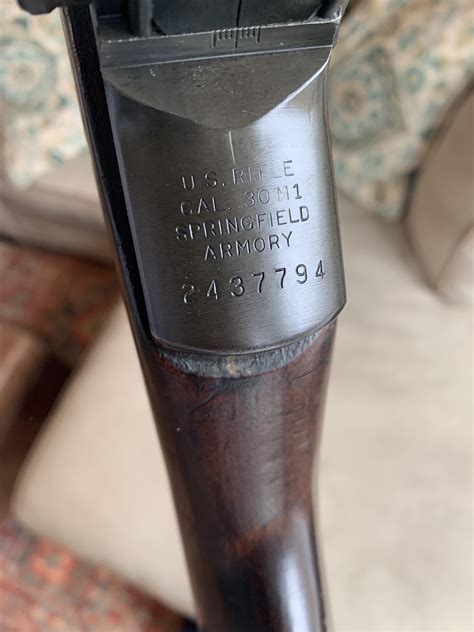 U.S. RIFLE
CAL. .30 M1
SPRINGFIELD
ARMORY
2437794